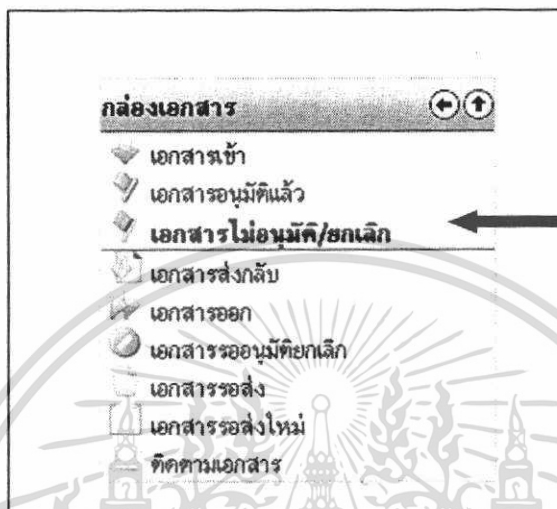 กล่องเอกสาร
เอกสารเข้า
เอกสารอนุมัติแล้ว
เอกสารไม่อนุมัติ/ยกเลิก
เอกสารส่งกลับ
เอกสารออก
เอกสารรออนุมัติยกเลิก
เอกสารรอส่ง
เอกสารรอส่งใหม่
ติดตามเอกสาร